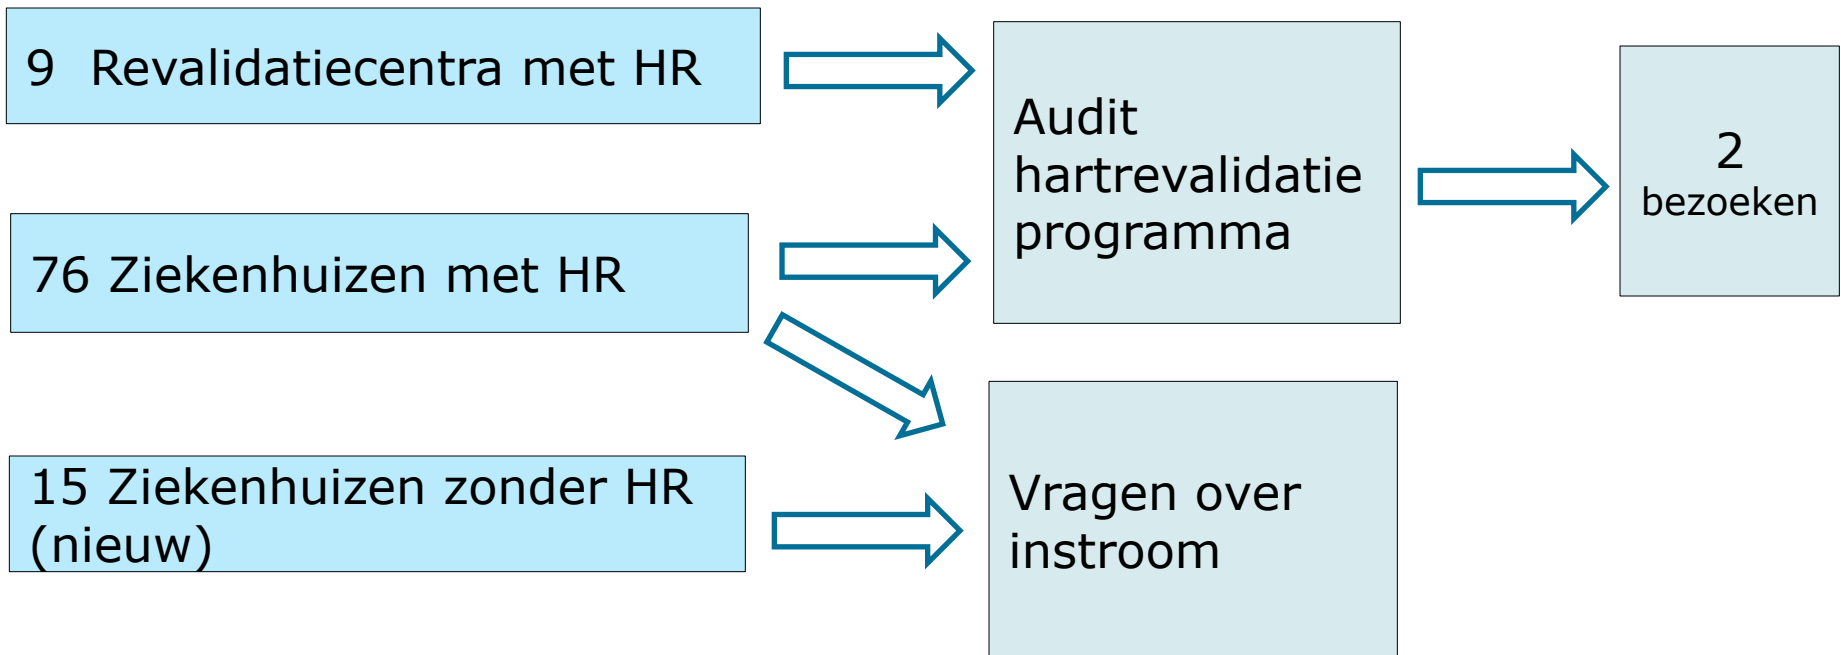 9 Revalidatiecentra met HR
76 Ziekenhuizen met HR
15 Ziekenhuizen zonder HR
(nieuw)
Audit
hartrevalidatie
programma
Vragen over
instroom
2
bezoeken